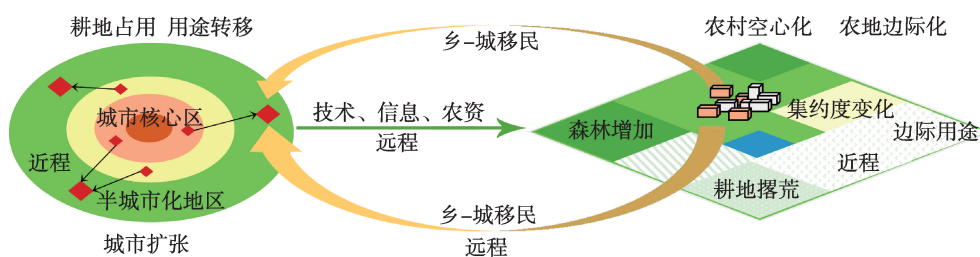 耕地占用 用途转移
城市核心区
近程
半城市化地区
城市扩张
乡-城移民
技术、信息、农资
远程
乡-城移民
远程
农村空心化 农地边际化
森林增加
集约度变化
边际用途
近程
耕地撂荒